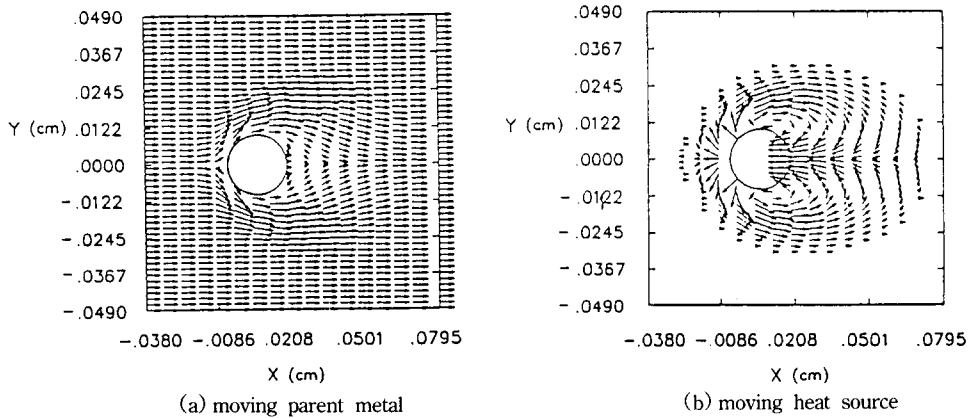 .0490
.0367
.0245
Y (cm) .0122
.0000
-.0122
-.0245
-.0367
-.0490
-.0380 -.0086 .0208 .0501 .0795
X (cm)
(a) moving parent metal
.0490
.0367
.0245
Y (cm) .0122
.0000
-.0122
-.0245
-.0367
-.0490
-.0380 -.0086 .0208 .0501 .0795
X (cm)
(b) moving heat source